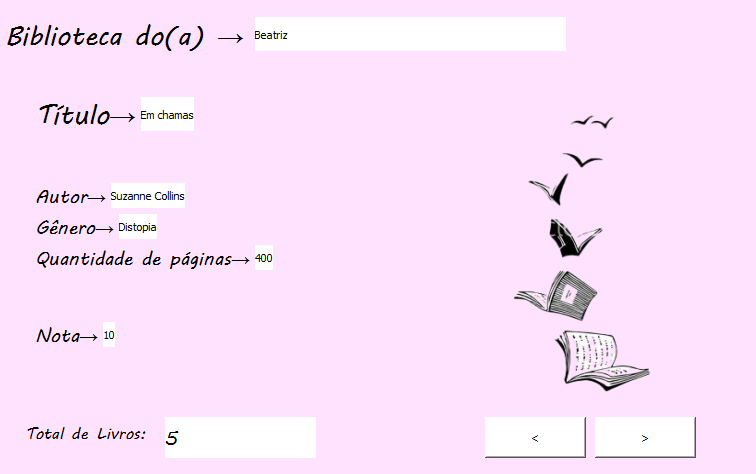 Biblioteca do(a) → Beatriz
Título→ Em chamas
Autor→ Suzanne Collins
Gênero→ Distopia
Quantidade de páginas→ 400
Nota→ 10
Total de Livros: 5
< >